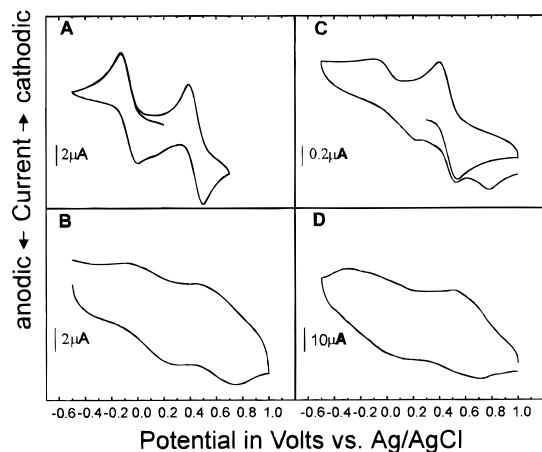 A
C
2µA
0.2µA
B
D
2µA
10µA
anodic ← Current → cathodic
-0.6 -0.4 -0.2 0.0 0.2 0.4 0.6 0.8 1.0 -0.6 -0.4 -0.2 0.0 0.2 0.4 0.6 0.8 1.0
Potential in Volts vs. Ag/AgCl